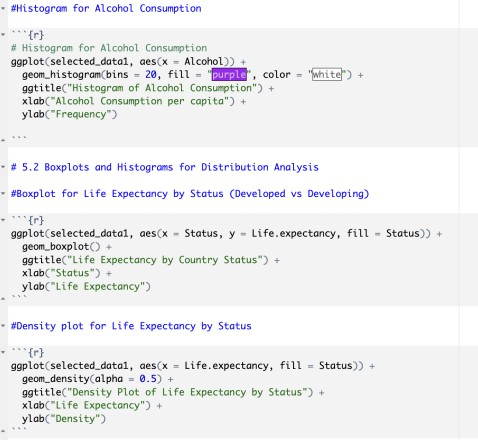 #Histogram for Alcohol Consumption
```{r}
# Histogram for Alcohol Consumption
ggplot(selected_data1, aes(x = Alcohol)) +
  geom_histogram(bins = 20, fill = "purple", color = "white") +
  ggtitle("Histogram of Alcohol Consumption") +
  xlab("Alcohol Consumption per capita") +
  ylab("Frequency")
```
# 5.2 Boxplots and Histograms for Distribution Analysis
#Boxplot for Life Expectancy by Status (Developed vs Developing)
```{r}
ggplot(selected_data1, aes(x = Status, y = Life.expectancy, fill = Status)) +
  geom_boxplot() +
  ggtitle("Life Expectancy by Country Status") +
  xlab("Status") +
  ylab("Life Expectancy")
```
#Density plot for Life Expectancy by Status
```{r}
ggplot(selected_data1, aes(x = Life.expectancy, fill = Status)) +
  geom_density(alpha = 0.5) +
  ggtitle("Density Plot of Life Expectancy by Status") +
  xlab("Life Expectancy") +
  ylab("Density")
```